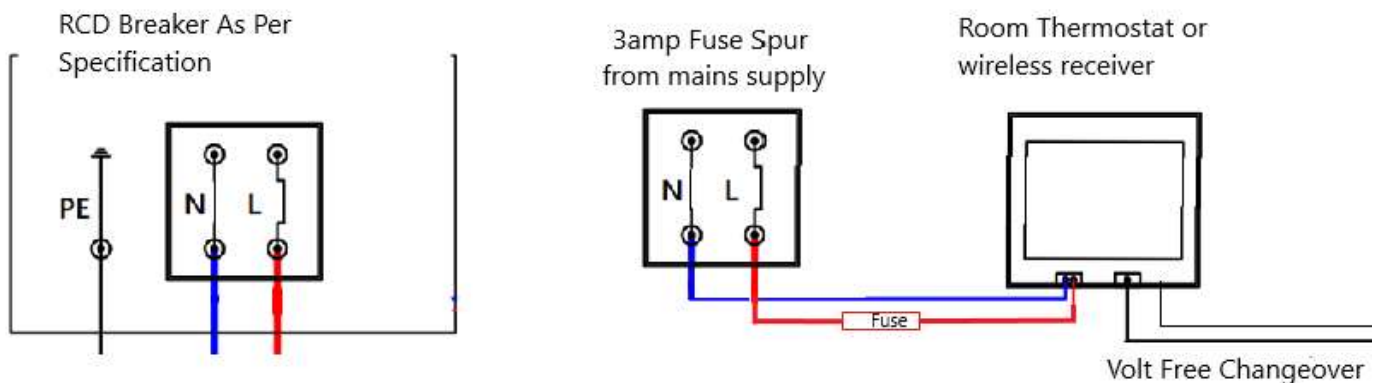 RCD Breaker As Per
Specification
PE
N L
3amp Fuse Spur
from mains supply
N L
Fuse
Room Thermostat or
wireless receiver
Volt Free Changeover